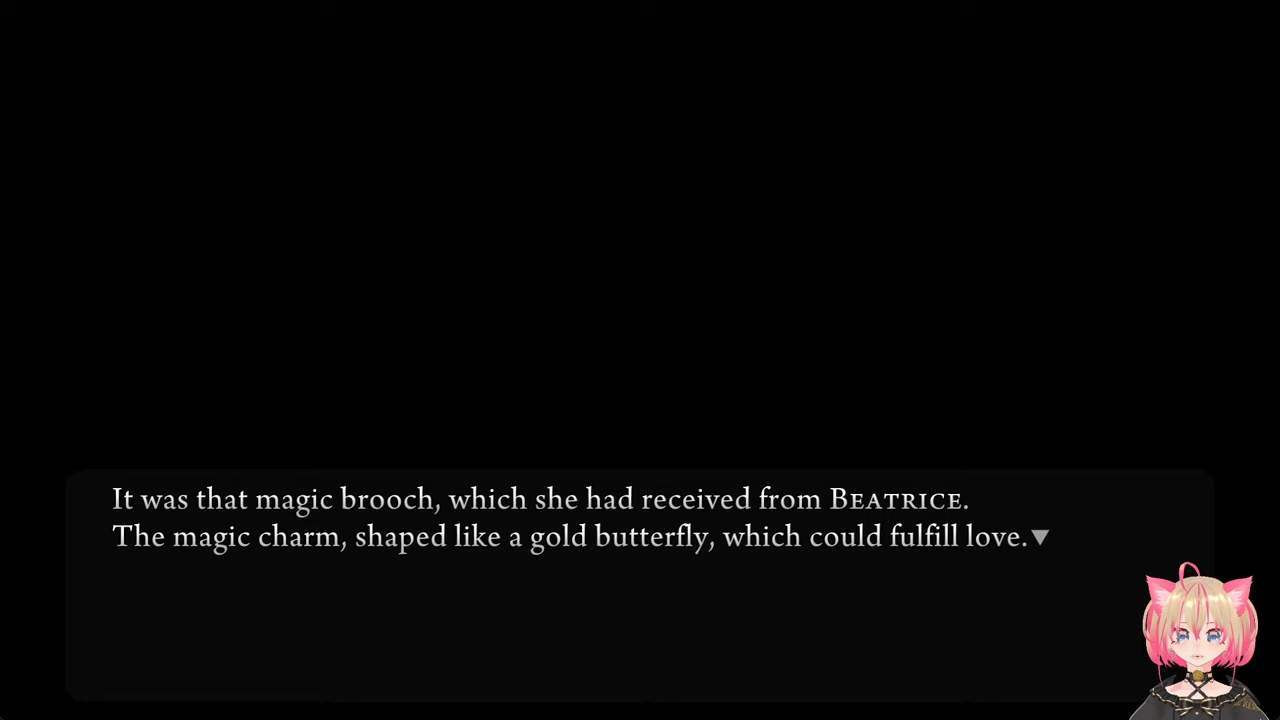 It was that magic brooch, which she had received from BEATRICE.
The magic charm, shaped like a gold butterfly, which could fulfill love.▼